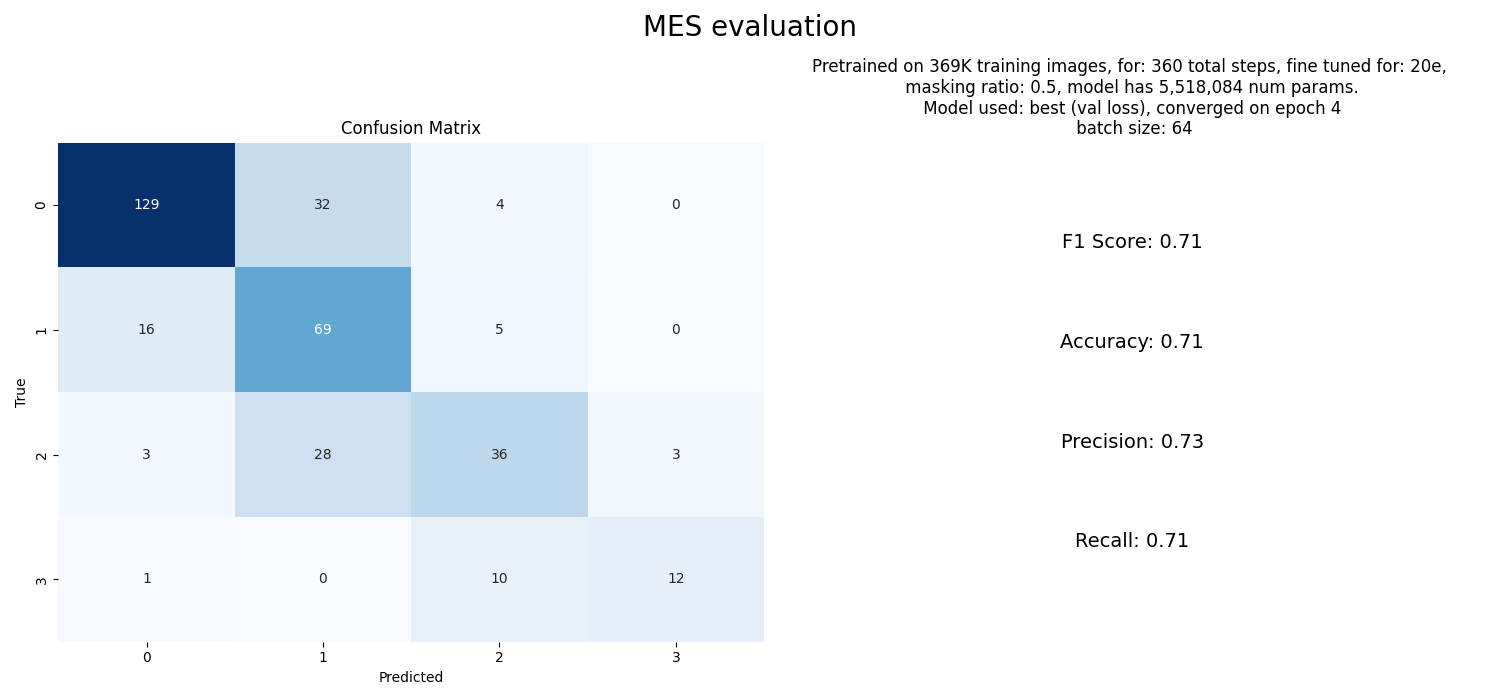 MES evaluation
Pretrained on 369K training images, for: 360 total steps, fine tuned for: 20e,
masking ratio: 0.5, model has 5,518,084 num params.
Model used: best (val loss), converged on epoch 4
batch size: 64
Confusion Matrix
0 129 32 4 0
1 16 69 5 0
2 3 28 36 3
3 1 0 10 12
0 1 2 3
True
Predicted
F1 Score: 0.71
Accuracy: 0.71
Precision: 0.73
Recall: 0.71